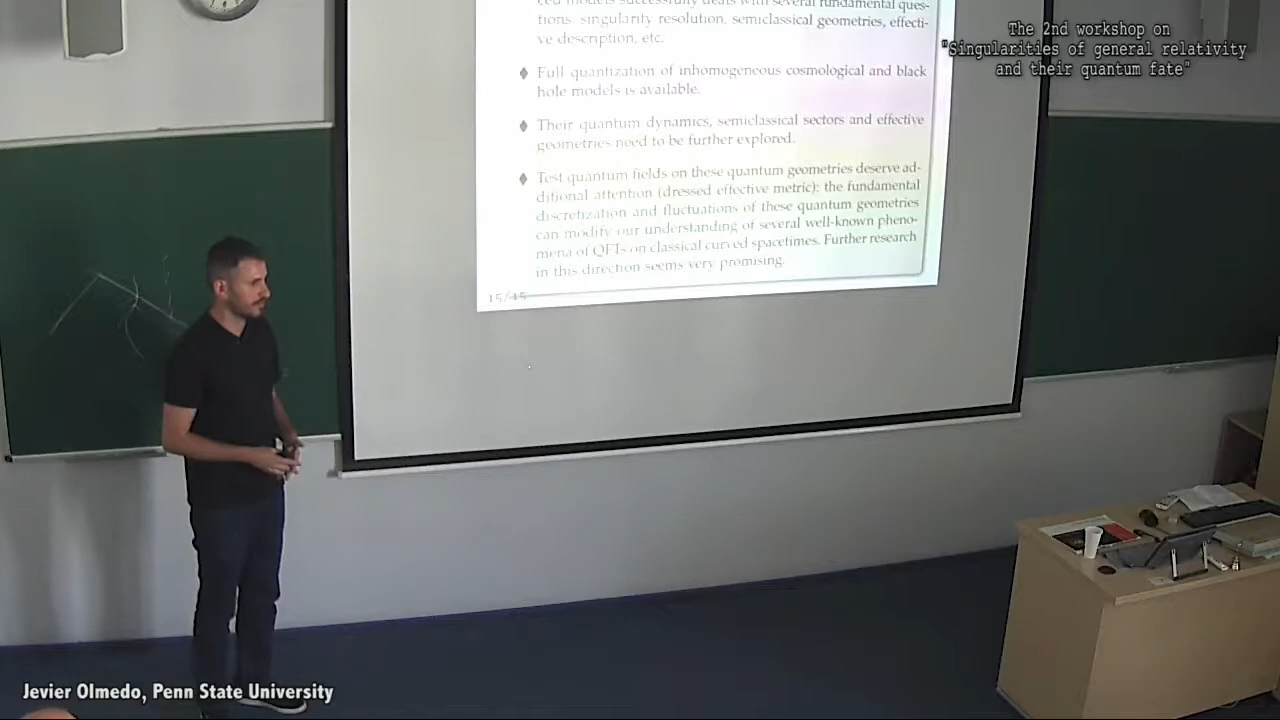 ced models successfully deals with several fundamental ques-
tions, singularity resolution, semiclassical geometries, effecti-
ve description, etc.
Full quantization of inhomogeneous cosmological and black
hole models is available.
Their quantum dynamics, semiclassical sectors and effective
geometries need to be further explored.
Test quantum fields on these quantum geometries deserve ad-
ditional attention (dressed effective metric): the fundamental
discretization and fluctuations of these quantum geometries
can modify our understanding of several well-known pheno-
mena of QFTs on classical curved spacetimes. Further research
in this direction seems very promising.
15/15
The 2nd workshop on
"Singularities of general relativity
and their quantum fate"
Jevier Olmedo, Penn State University